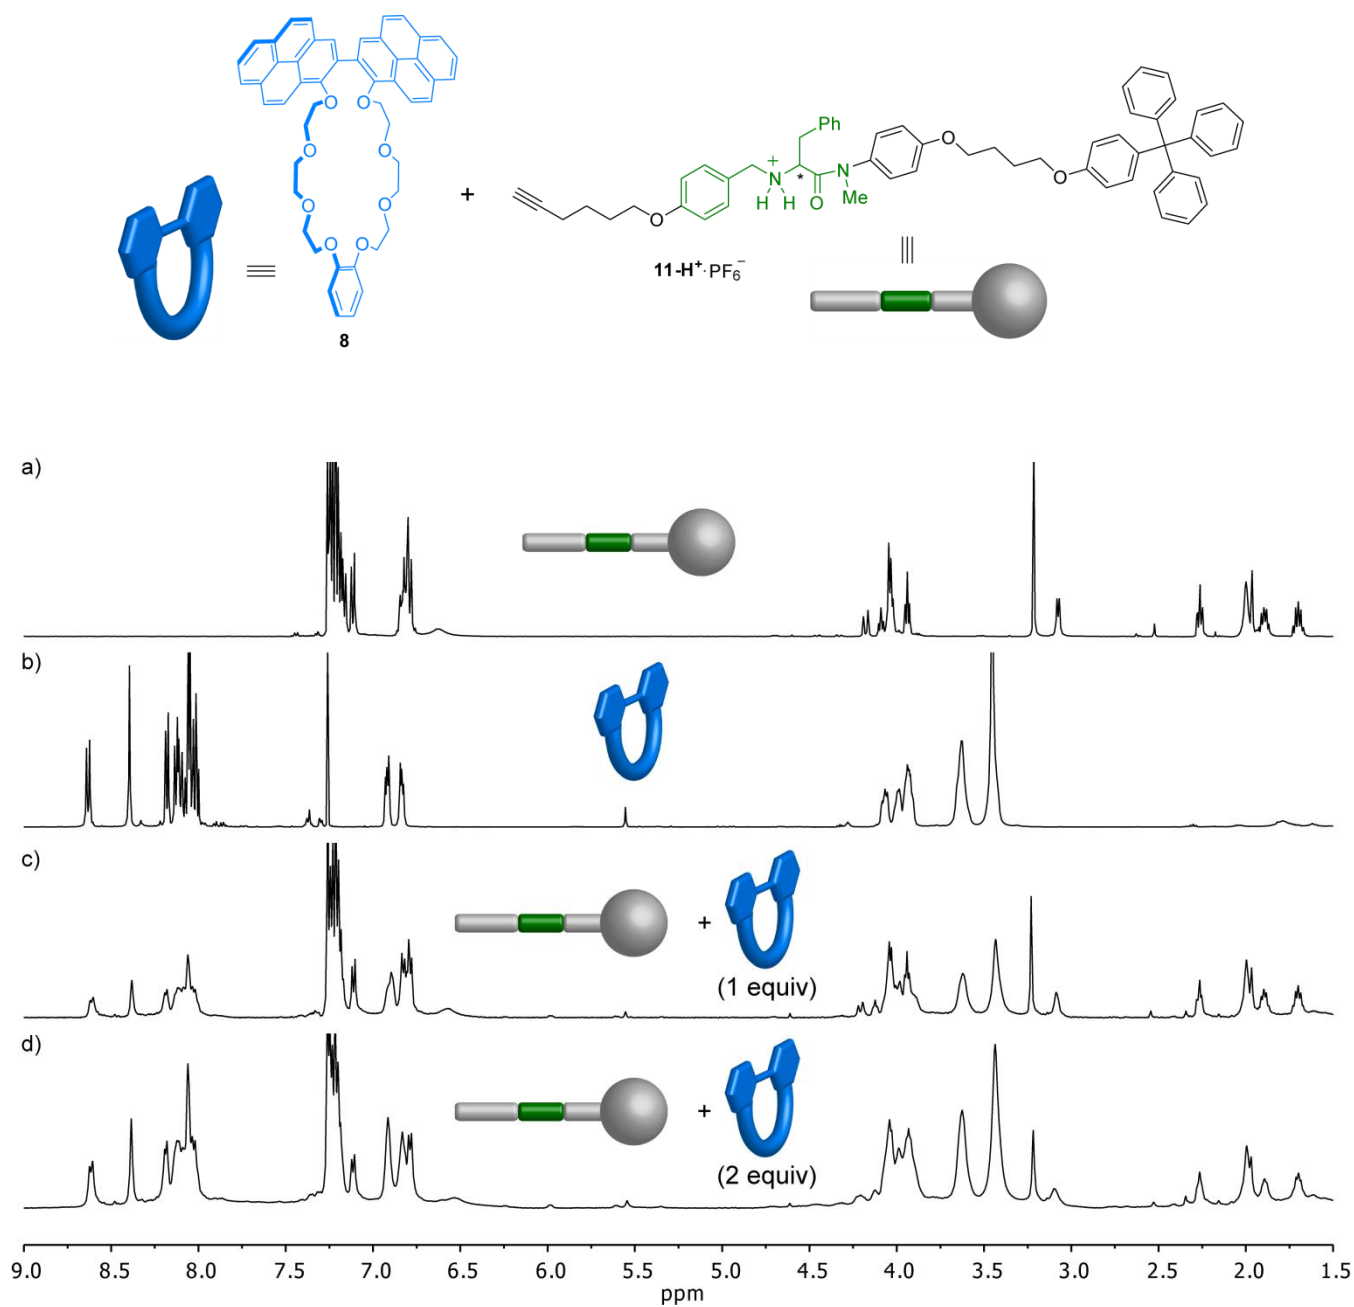 O O
O O
O O
O O
8
+
Ph
O
+
N
H H
*
O
N
Me
O
O
11-H⁺·PF₆⁻
a)
b)
c)
+
(1 equiv)
d)
+
(2 equiv)
9.0 8.5 8.0 7.5 7.0 6.5 6.0 5.5 5.0 4.5 4.0 3.5 3.0 2.5 2.0 1.5
ppm